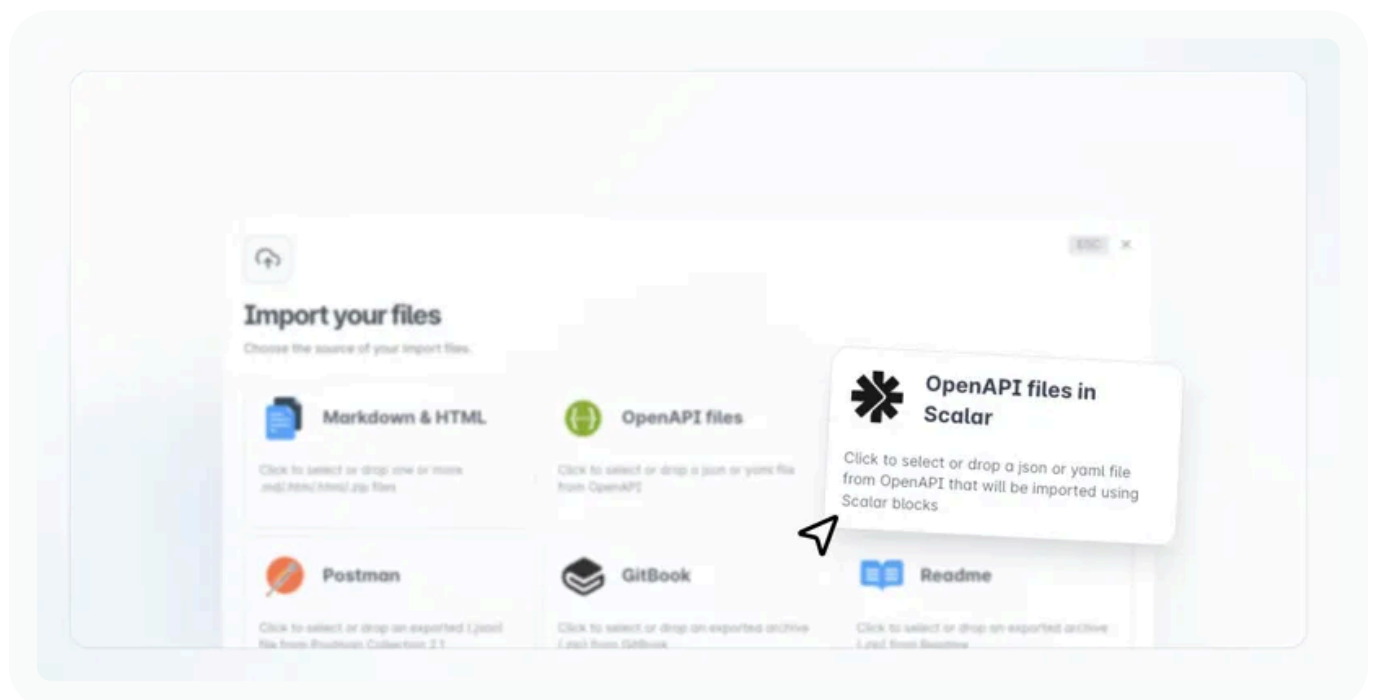 ESC
Import your files
Choose the source of your import files.
Markdown & HTML
Click to select or drop one or more
.md/.htm/.html/.zip files
OpenAPI files
Click to select or drop a json or yaml file
from OpenAPI
OpenAPI files in
Scalar
Click to select or drop a json or yaml file
from OpenAPI that will be imported using
Scalar blocks
Postman
Click to select or drop an exported (.json)
file from Postman Collection 2.1
GitBook
Click to select or drop an exported archive
(.zip) from GitBook
Readme
Click to select or drop an exported archive
(.zip) from Readme